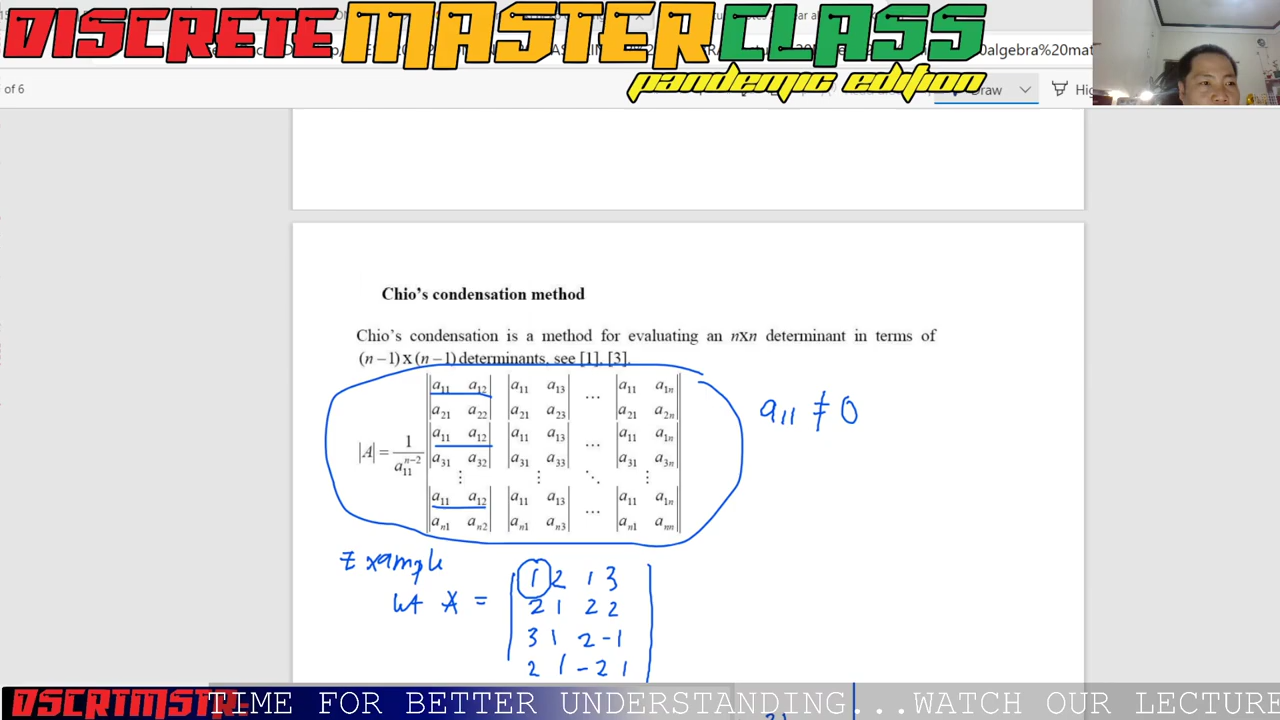 DISCRETE MASTERCLASS
pandemic edition
0algebra%20mat
of 6
Draw
Hig
Chio's condensation method
Chio's condensation is a method for evaluating an nxn determinant in terms of
(n – 1) x (n – 1) determinants, see [1], [3].
a11 a12 a11 a13 ... a11 a1n
a21 a22 a21 a23 a21 a2n
a11 a12 a11 a13 ... a11 a1n
a31 a32 a31 a33 a31 a3n
|A| = 1/a11^(n-2)
⋮ ⋮ ⋱ ⋮
a11 a12 a11 a13 ... a11 a1n
an1 an2 an1 an3 an1 ann
a11 ≠ 0
Example
let A =
1 2 1 3
2 1 2 2
3 1 2 -1
2 1 -2 1
DSCRTMSTR
TIME FOR BETTER UNDERSTANDING...WATCH OUR LECTURE